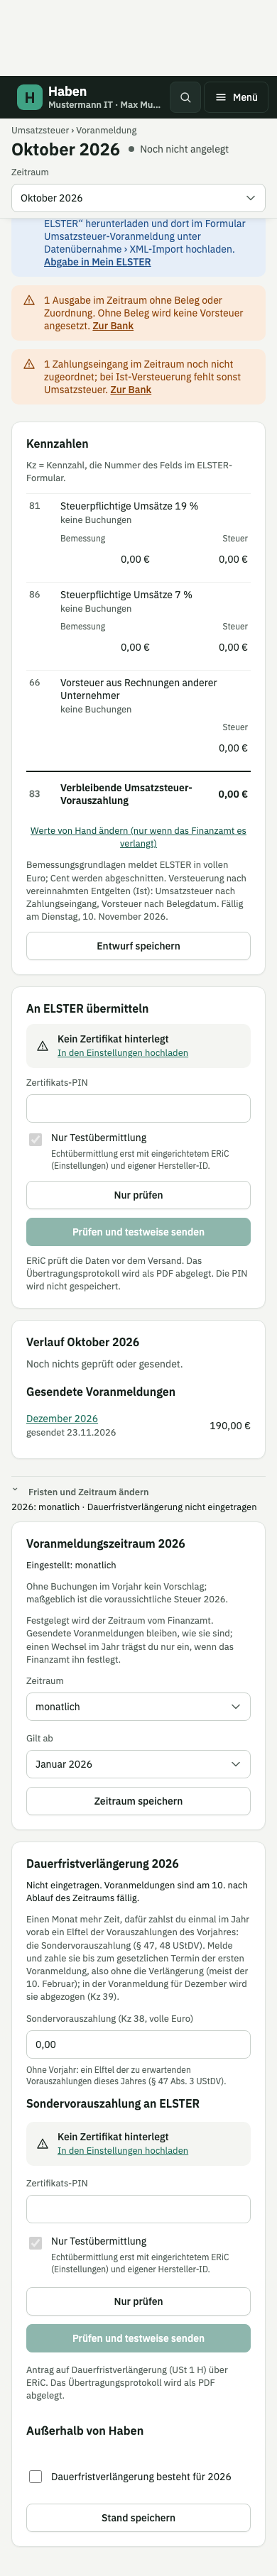 H
Haben
Mustermann IT · Max Mu...
Menü
Umsatzsteuer › Voranmeldung
Oktober 2026
Noch nicht angelegt
Zeitraum
Oktober 2026
ELSTER“ herunterladen und dort im Formular
Umsatzsteuer-Voranmeldung unter
Datenübernahme › XML-Import hochladen.
Abgabe in Mein ELSTER
1 Ausgabe im Zeitraum ohne Beleg oder
Zuordnung. Ohne Beleg wird keine Vorsteuer
angesetzt. Zur Bank
1 Zahlungseingang im Zeitraum noch nicht
zugeordnet; bei Ist-Versteuerung fehlt sonst
Umsatzsteuer. Zur Bank
Kennzahlen
Kz = Kennzahl, die Nummer des Felds im ELSTER-
Formular.
81 Steuerpflichtige Umsätze 19 %
keine Buchungen
Bemessung Steuer
0,00 € 0,00 €
86 Steuerpflichtige Umsätze 7 %
keine Buchungen
Bemessung Steuer
0,00 € 0,00 €
66 Vorsteuer aus Rechnungen anderer
Unternehmer
keine Buchungen
Steuer
0,00 €
83 Verbleibende Umsatzsteuer-
Vorauszahlung 0,00 €
Werte von Hand ändern (nur wenn das Finanzamt es
verlangt)
Bemessungsgrundlagen meldet ELSTER in vollen
Euro; Cent werden abgeschnitten. Versteuerung nach
vereinnahmten Entgelten (Ist): Umsatzsteuer nach
Zahlungseingang, Vorsteuer nach Belegdatum. Fällig
am Dienstag, 10. November 2026.
Entwurf speichern
An ELSTER übermitteln
Kein Zertifikat hinterlegt
In den Einstellungen hochladen
Zertifikats-PIN
Nur Testübermittlung
Echtübermittlung erst mit eingerichtetem ERiC
(Einstellungen) und eigener Hersteller-ID.
Nur prüfen
Prüfen und testweise senden
ERiC prüft die Daten vor dem Versand. Das
Übertragungsprotokoll wird als PDF abgelegt. Die PIN
wird nicht gespeichert.
Verlauf Oktober 2026
Noch nichts geprüft oder gesendet.
Gesendete Voranmeldungen
Dezember 2026
gesendet 23.11.2026
190,00 €
Fristen und Zeitraum ändern
2026: monatlich · Dauerfristverlängerung nicht eingetragen
Voranmeldungszeitraum 2026
Eingestellt: monatlich
Ohne Buchungen im Vorjahr kein Vorschlag;
maßgeblich ist die voraussichtliche Steuer 2026.
Festgelegt wird der Zeitraum vom Finanzamt.
Gesendete Voranmeldungen bleiben, wie sie sind;
einen Wechsel im Jahr trägst du nur ein, wenn das
Finanzamt ihn festlegt.
Zeitraum
monatlich
Gilt ab
Januar 2026
Zeitraum speichern
Dauerfristverlängerung 2026
Nicht eingetragen. Voranmeldungen sind am 10. nach
Ablauf des Zeitraums fällig.
Einen Monat mehr Zeit, dafür zahlst du einmal im Jahr
vorab ein Elftel der Vorauszahlungen des Vorjahres:
die Sondervorauszahlung (§ 47, 48 UStDV). Melde
und zahle sie bis zum gesetzlichen Termin der ersten
Voranmeldung, also ohne die Verlängerung (meist der
10. Februar); in der Voranmeldung für Dezember wird
sie abgezogen (Kz 39).
Sondervorauszahlung (Kz 38, volle Euro)
0,00
Ohne Vorjahr: ein Elftel der zu erwartenden
Vorauszahlungen dieses Jahres (§ 47 Abs. 3 UStDV).
Sondervorauszahlung an ELSTER
Kein Zertifikat hinterlegt
In den Einstellungen hochladen
Zertifikats-PIN
Nur Testübermittlung
Echtübermittlung erst mit eingerichtetem ERiC
(Einstellungen) und eigener Hersteller-ID.
Nur prüfen
Prüfen und testweise senden
Antrag auf Dauerfristverlängerung (USt 1 H) über
ERiC. Das Übertragungsprotokoll wird als PDF
abgelegt.
Außerhalb von Haben
Dauerfristverlängerung besteht für 2026
Stand speichern